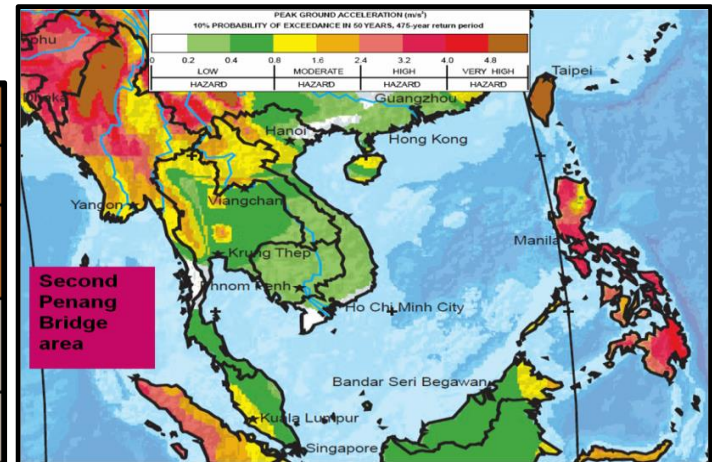 PEAK GROUND ACCELERATION (m/s²)
10% PROBABILITY OF EXCEEDANCE IN 50 YEARS, 475-year return period
0 0.2 0.4 0.8 1.6 2.4 3.2 4.0 4.8
LOW MODERATE HIGH VERY HIGH
HAZARD HAZARD HAZARD HAZARD
Taipei
Guangzhou
Hanoi
Hong Kong
Yangon
Viangchan
Manila
Krung Thep
Second
Penang
Bridge
area
Ho Chi Minh City
Bandar Seri Begawan
Kuala Lumpur
Singapore